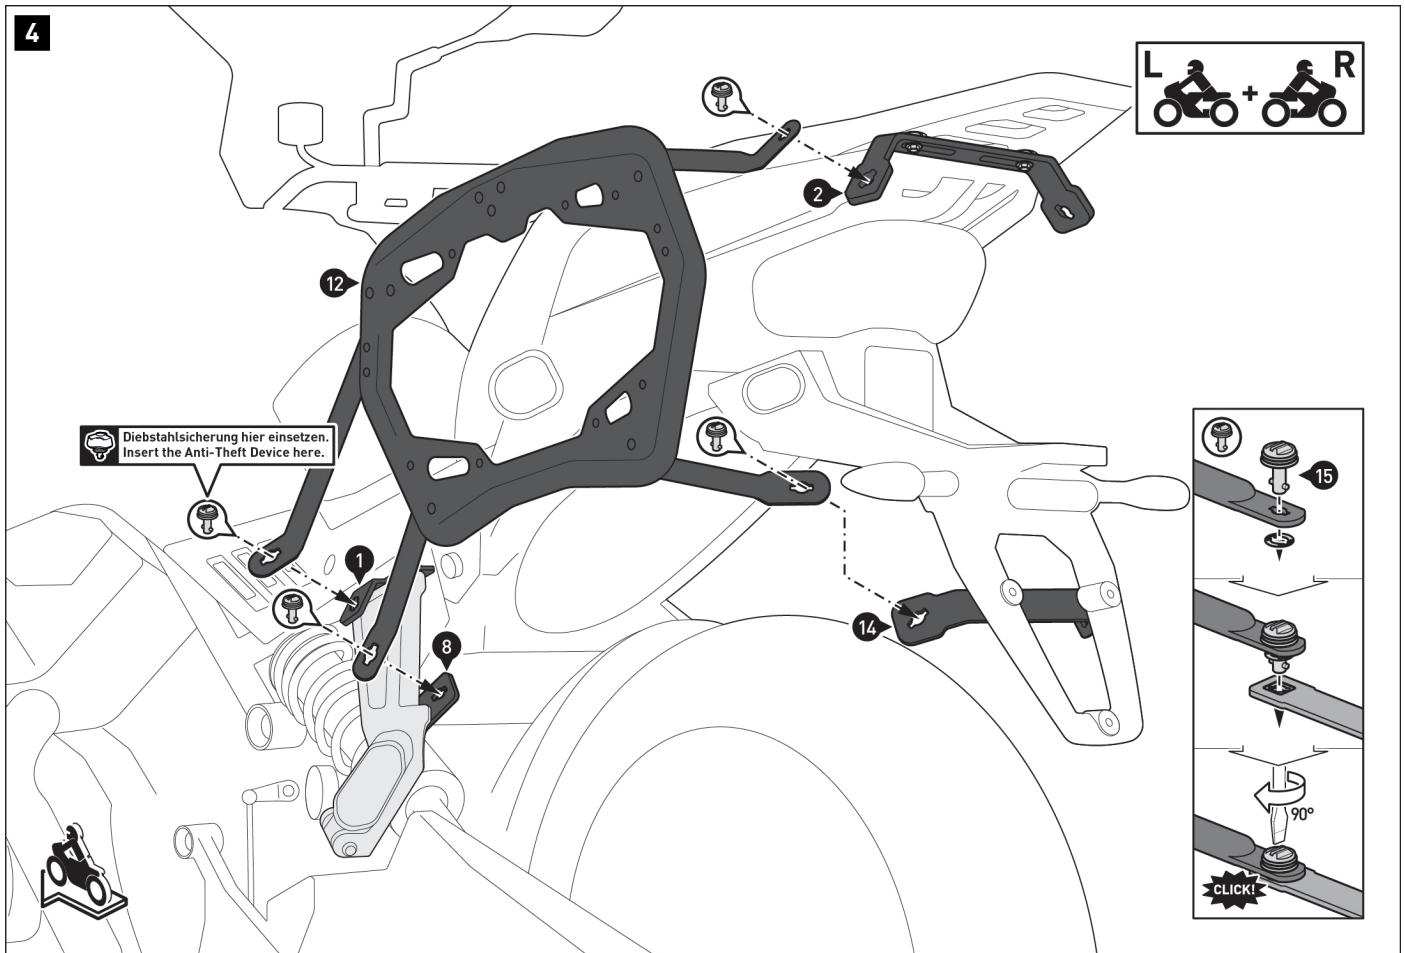 4
L + R
2
12
Diebstahlsicherung hier einsetzen.
Insert the Anti-Theft Device here.
15
1
14
8
90°
CLICK!